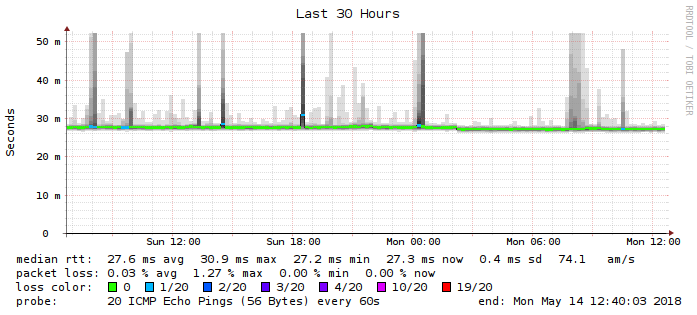 Last 30 Hours
RRDTOOL / TOBI OETIKER
Seconds
50 m
40 m
30 m
20 m
10 m
0
Sun 12:00 Sun 18:00 Mon 00:00 Mon 06:00 Mon 12:00
median rtt: 27.6 ms avg 30.9 ms max 27.2 ms min 27.3 ms now 0.4 ms sd 74.1 am/s
packet loss: 0.03 % avg 1.27 % max 0.00 % min 0.00 % now
loss color: 0 1/20 2/20 3/20 4/20 10/20 19/20
probe: 20 ICMP Echo Pings (56 Bytes) every 60s end: Mon May 14 12:40:03 2018